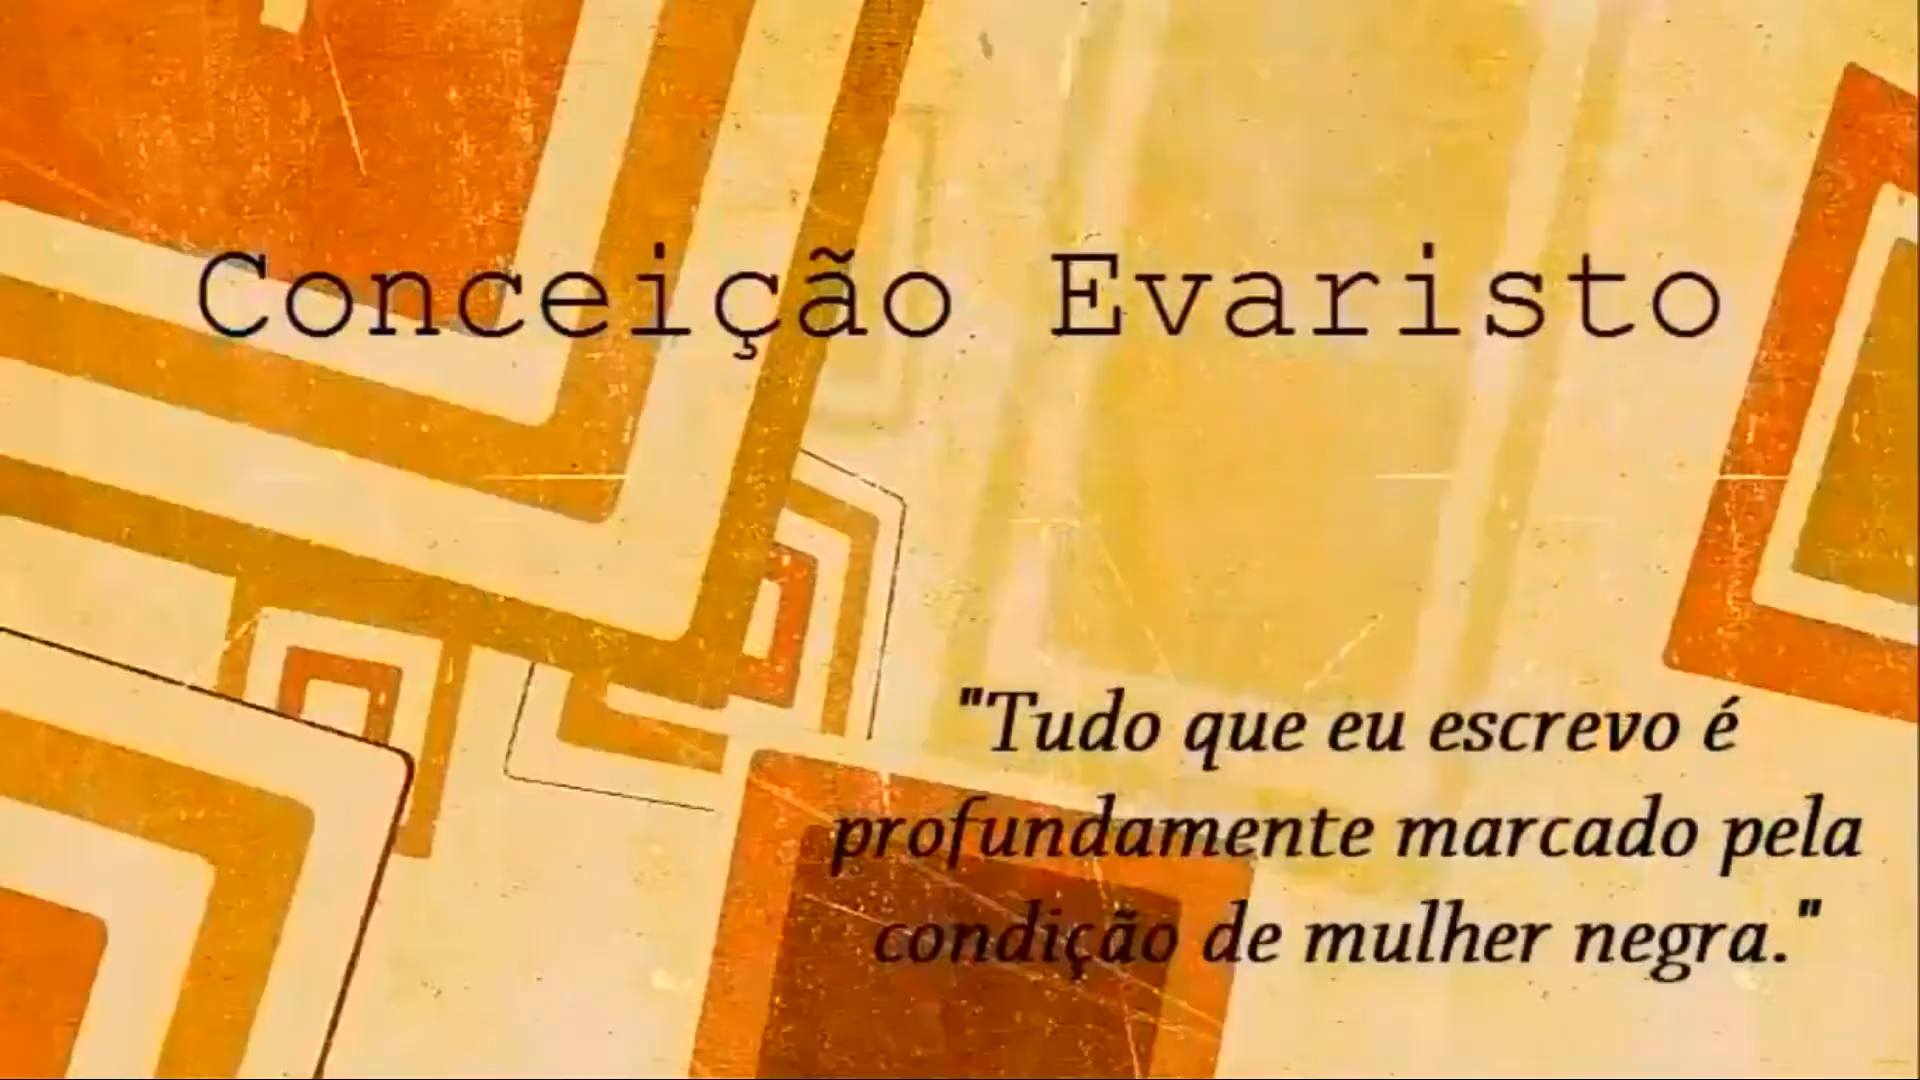 Conceição Evaristo
"Tudo que eu escrevo é
profundamente marcado pela
condição de mulher negra."